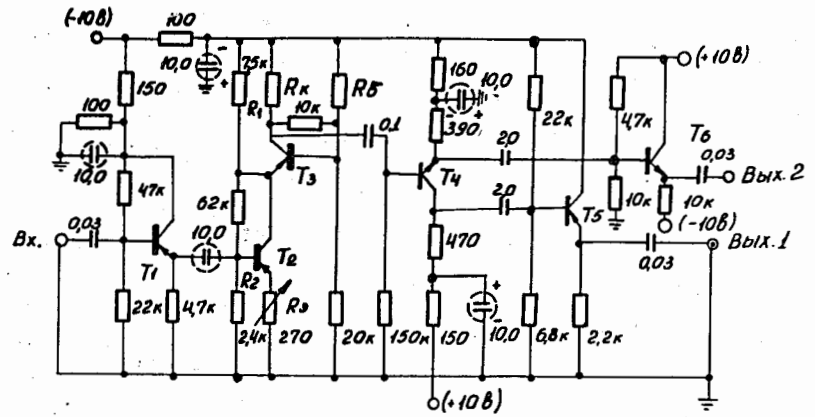 (-10в)
100
10,0
-
+
150
100
10,0
47к
Вх.
0,03
T1
22к
4,7к
10,0
7,5к
R1
Rк
Rб
10к
T3
62к
T2
R2
2,4к
Rэ
270
20к
0,1
150к
160
10,0
-
+
390
T4
470
150
+
-
10,0
(+10в)
2,0
2,0
22к
T5
6,8к
2,2к
4,7к
(+10в)
T6
0,03
Вых.2
10к
10к
(-10в)
Вых.1
0,03